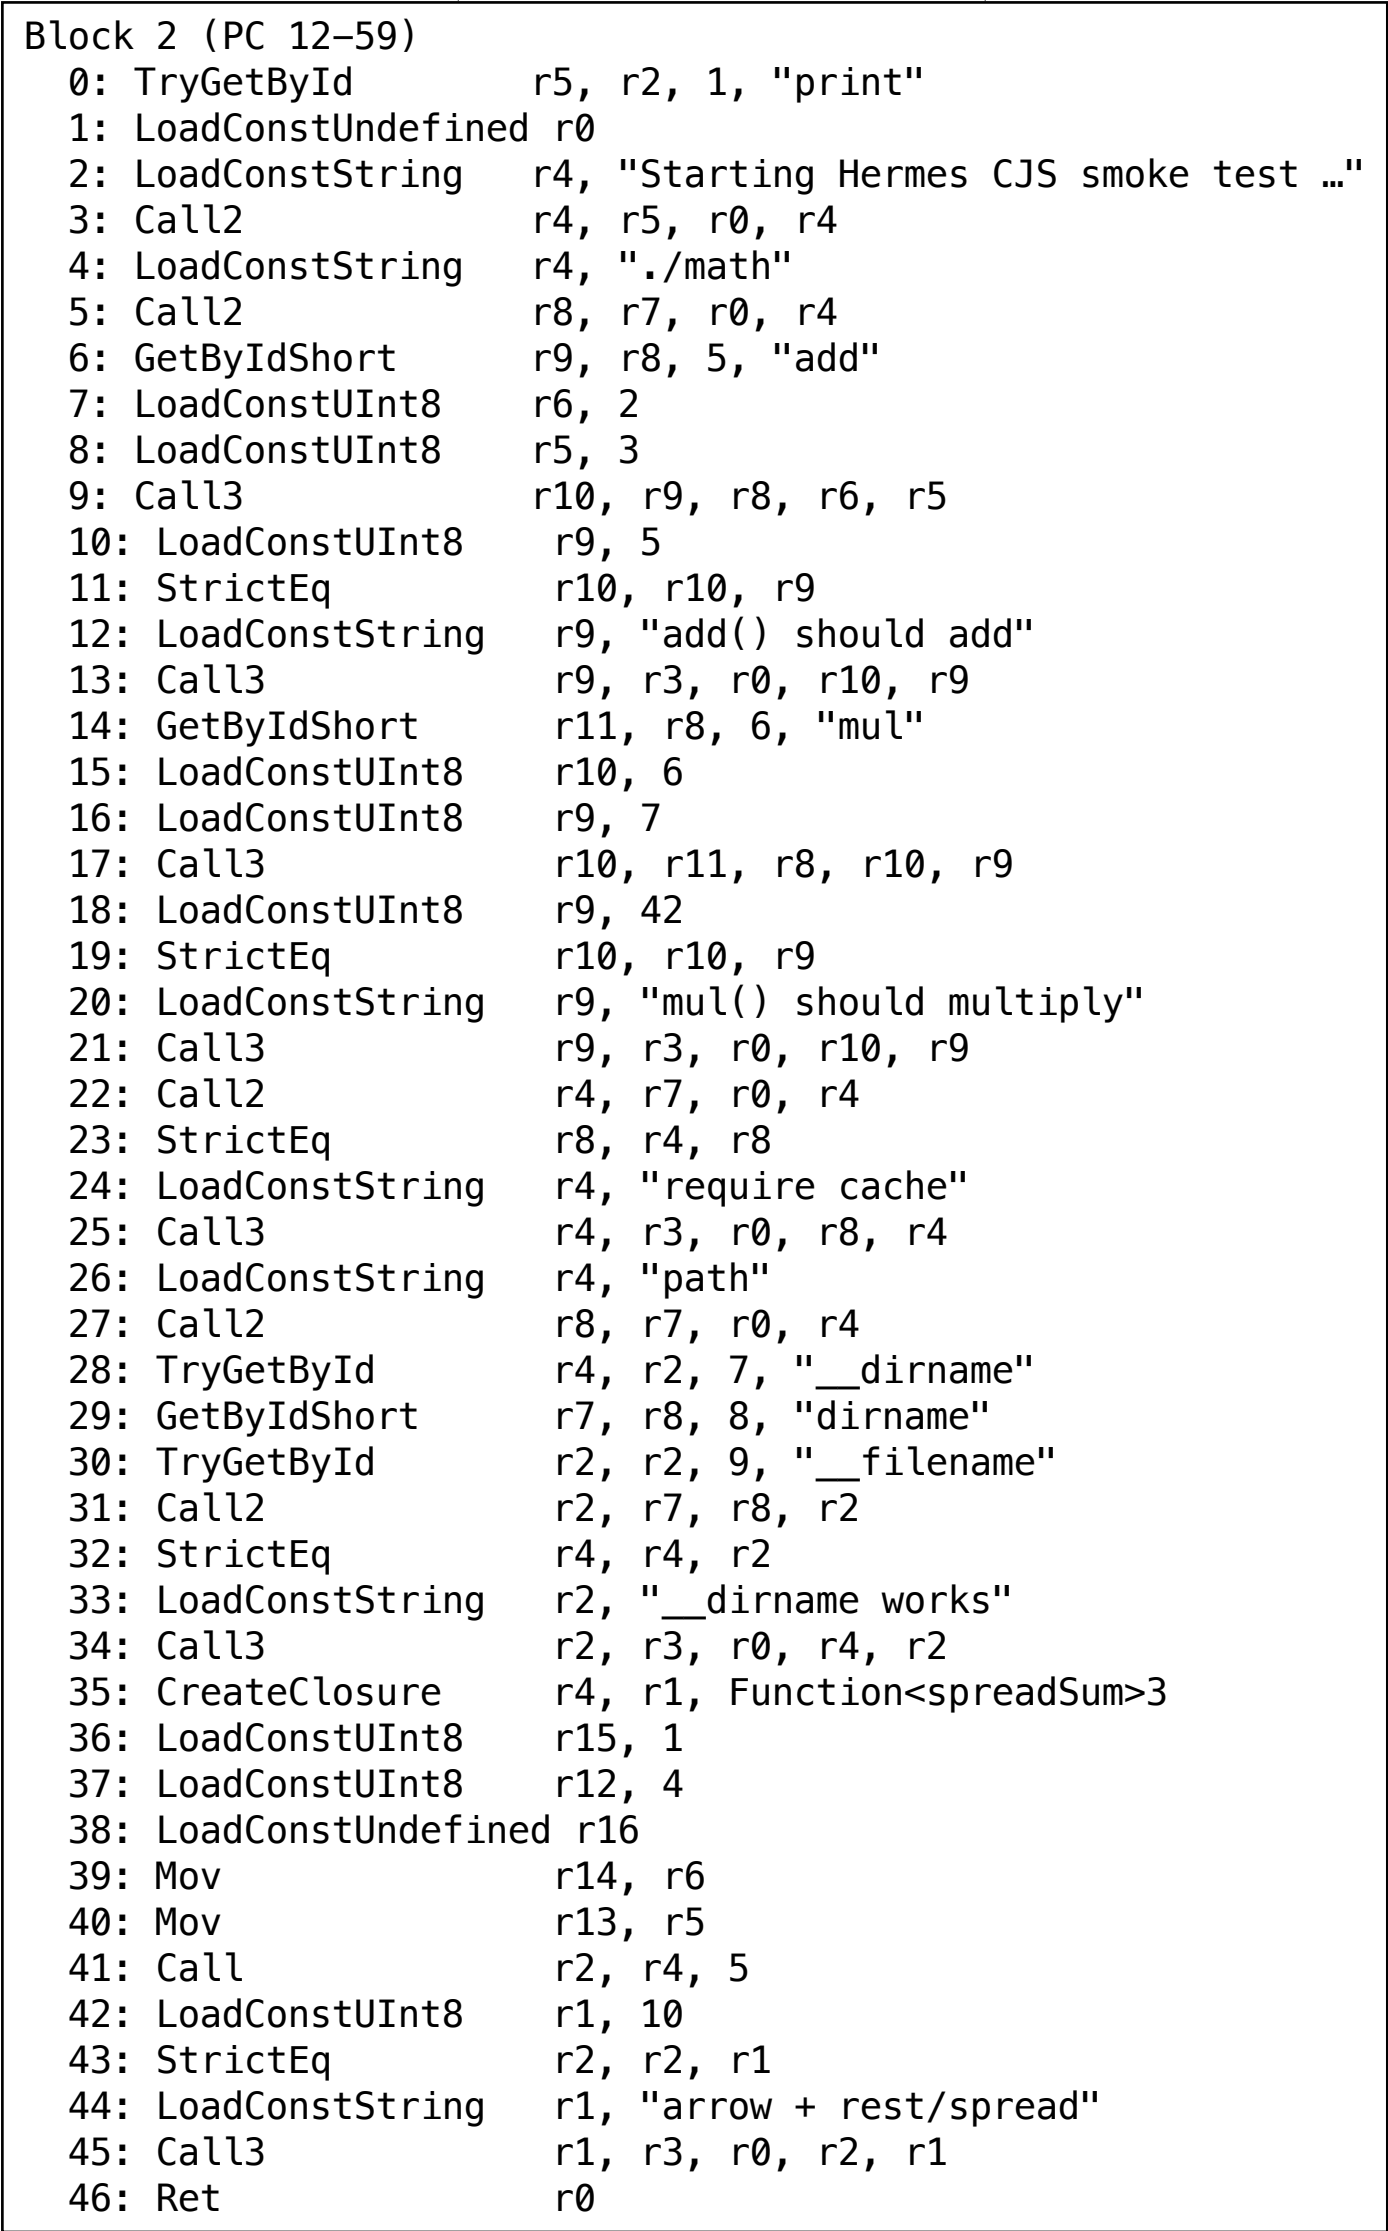 Block 2 (PC 12–59)
0: TryGetById r5, r2, 1, "print"
1: LoadConstUndefined r0
2: LoadConstString r4, "Starting Hermes CJS smoke test …"
3: Call2 r4, r5, r0, r4
4: LoadConstString r4, "./math"
5: Call2 r8, r7, r0, r4
6: GetByIdShort r9, r8, 5, "add"
7: LoadConstUInt8 r6, 2
8: LoadConstUInt8 r5, 3
9: Call3 r10, r9, r8, r6, r5
10: LoadConstUInt8 r9, 5
11: StrictEq r10, r10, r9
12: LoadConstString r9, "add() should add"
13: Call3 r9, r3, r0, r10, r9
14: GetByIdShort r11, r8, 6, "mul"
15: LoadConstUInt8 r10, 6
16: LoadConstUInt8 r9, 7
17: Call3 r10, r11, r8, r10, r9
18: LoadConstUInt8 r9, 42
19: StrictEq r10, r10, r9
20: LoadConstString r9, "mul() should multiply"
21: Call3 r9, r3, r0, r10, r9
22: Call2 r4, r7, r0, r4
23: StrictEq r8, r4, r8
24: LoadConstString r4, "require cache"
25: Call3 r4, r3, r0, r8, r4
26: LoadConstString r4, "path"
27: Call2 r8, r7, r0, r4
28: TryGetById r4, r2, 7, "__dirname"
29: GetByIdShort r7, r8, 8, "dirname"
30: TryGetById r2, r2, 9, "__filename"
31: Call2 r2, r7, r8, r2
32: StrictEq r4, r4, r2
33: LoadConstString r2, "__dirname works"
34: Call3 r2, r3, r0, r4, r2
35: CreateClosure r4, r1, Function<spreadSum>3
36: LoadConstUInt8 r15, 1
37: LoadConstUInt8 r12, 4
38: LoadConstUndefined r16
39: Mov r14, r6
40: Mov r13, r5
41: Call r2, r4, 5
42: LoadConstUInt8 r1, 10
43: StrictEq r2, r2, r1
44: LoadConstString r1, "arrow + rest/spread"
45: Call3 r1, r3, r0, r2, r1
46: Ret r0